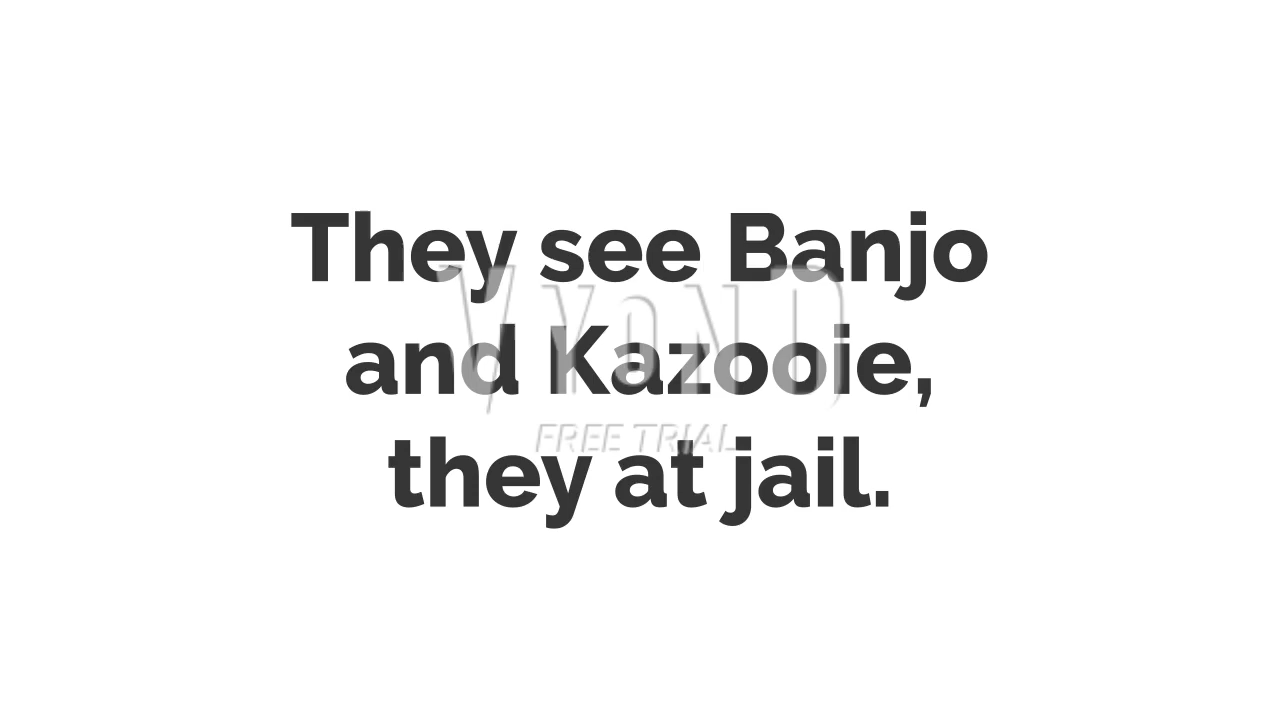 They see Banjo
and Kazooie,
they at jail.
VYOND
FREE TRIAL